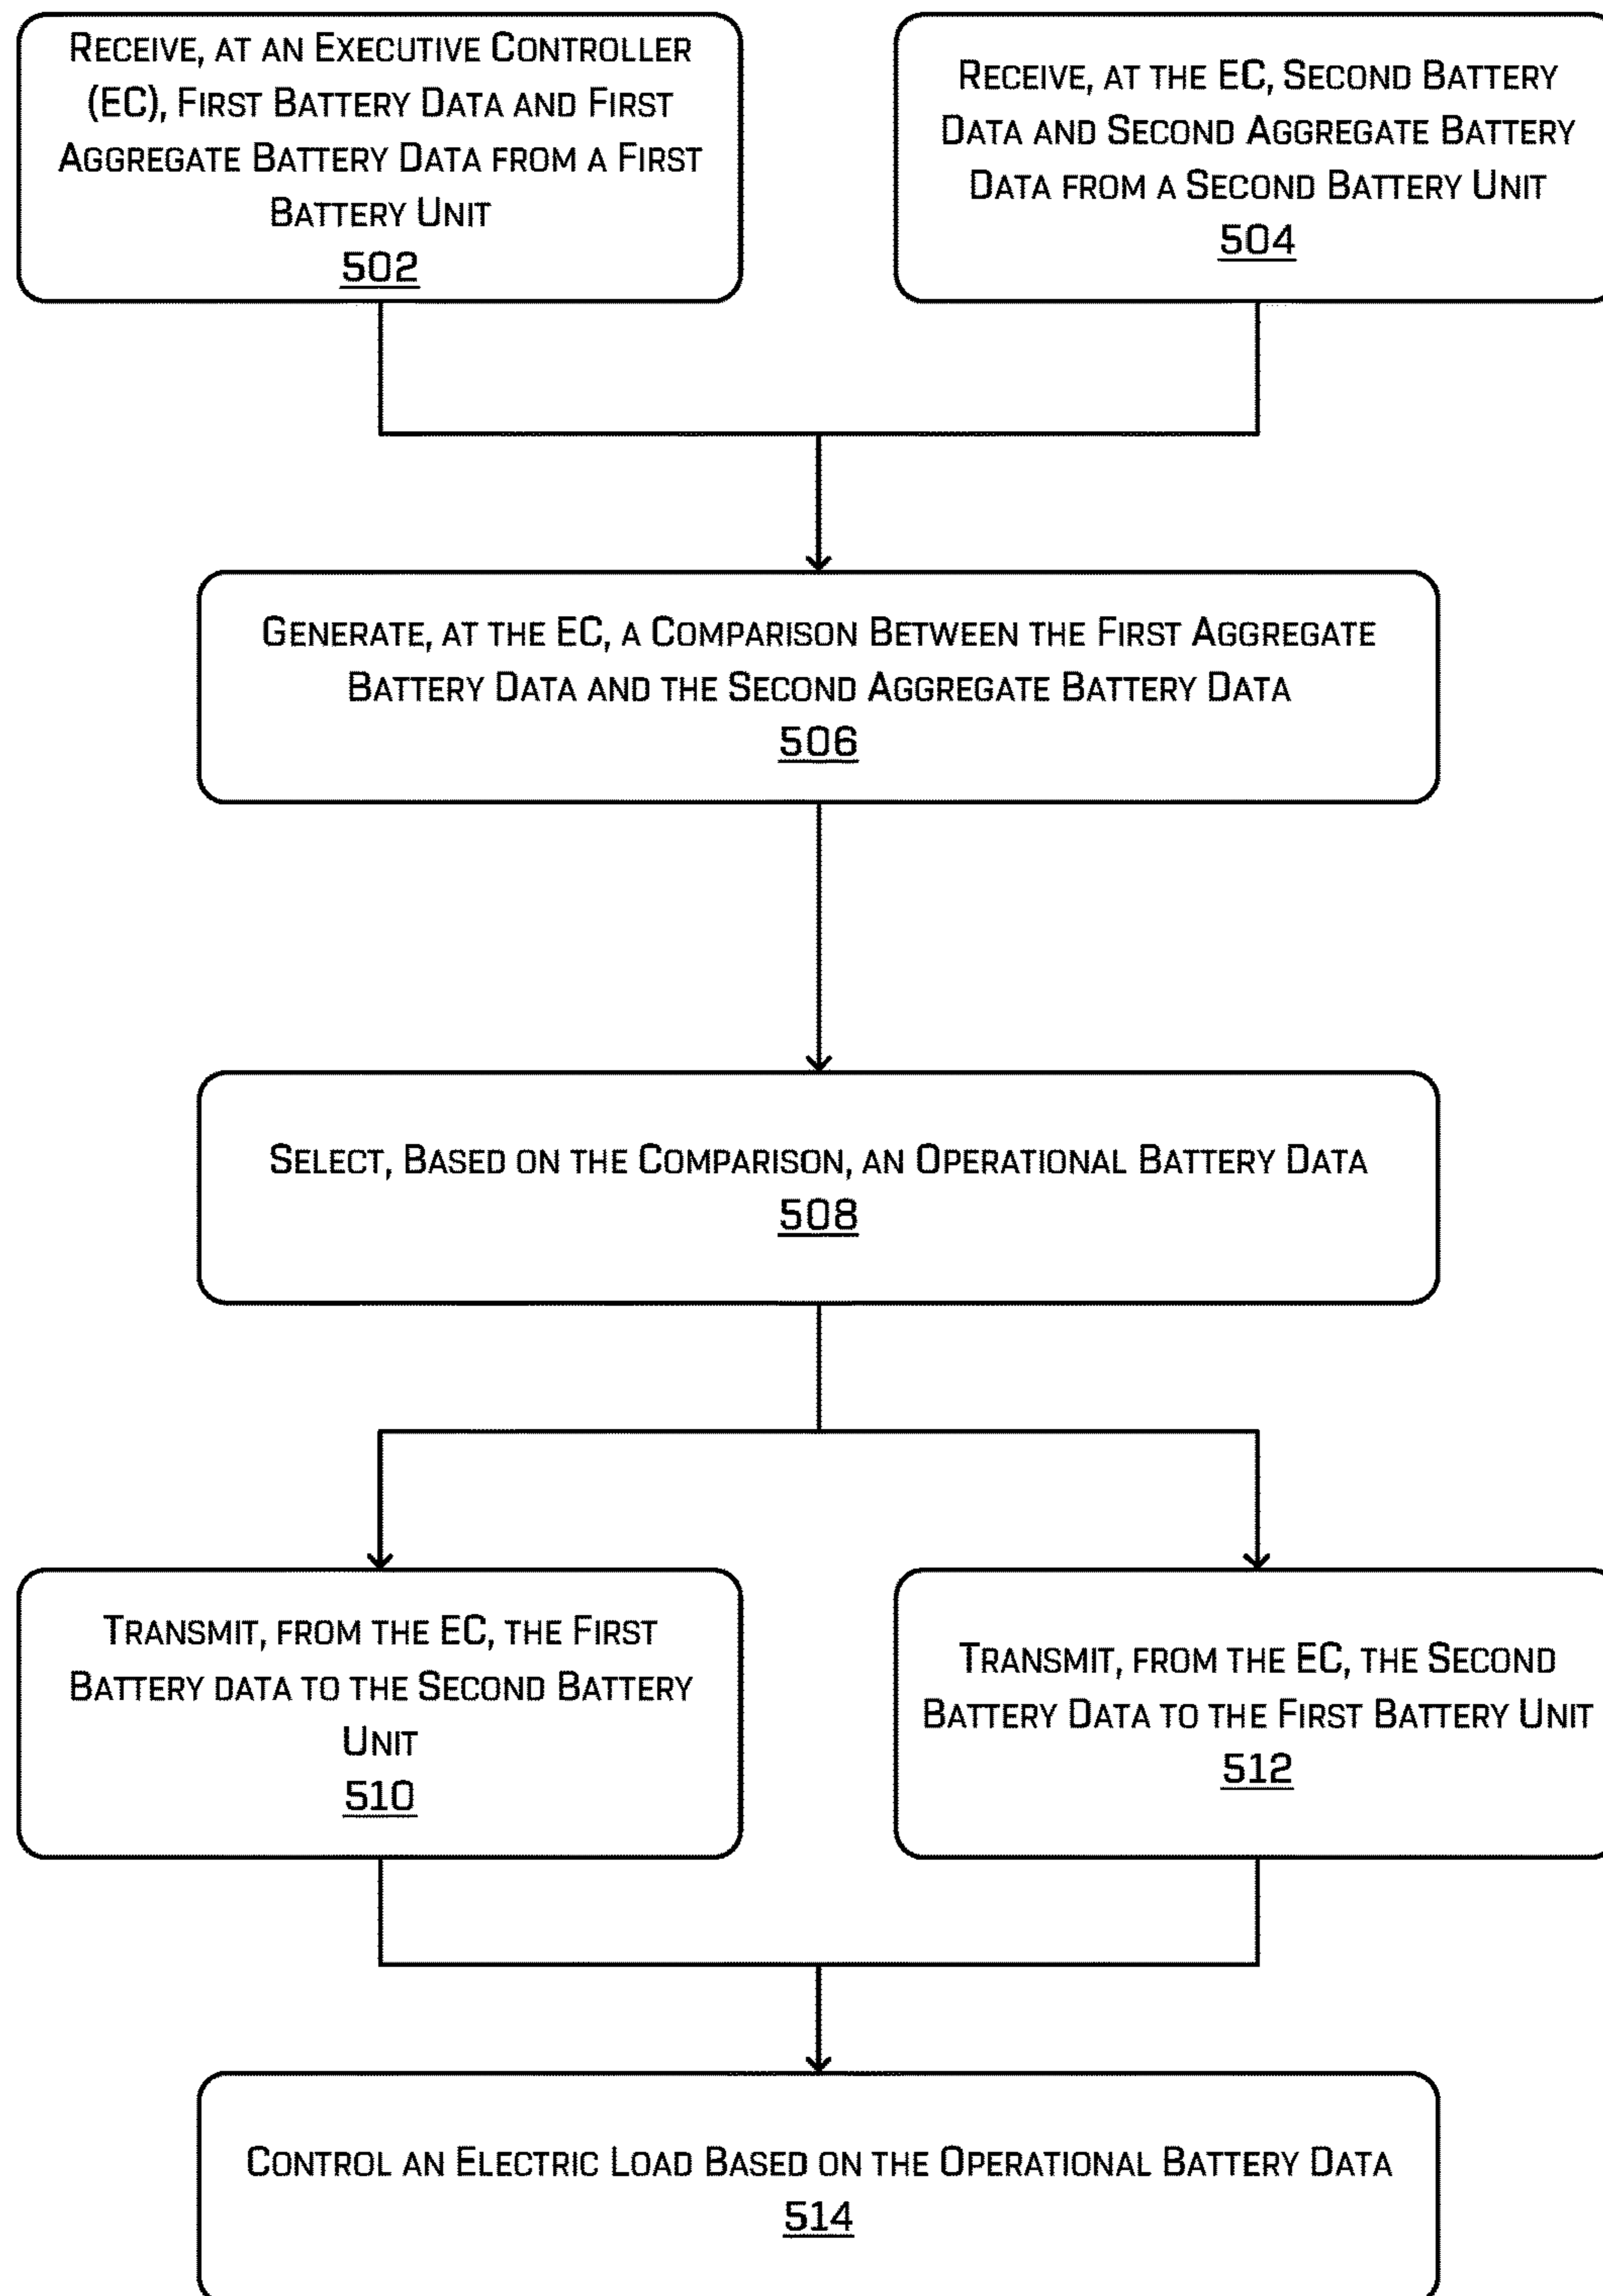 RECEIVE, AT AN EXECUTIVE CONTROLLER
(EC), FIRST BATTERY DATA AND FIRST
AGGREGATE BATTERY DATA FROM A FIRST
BATTERY UNIT
502
RECEIVE, AT THE EC, SECOND BATTERY
DATA AND SECOND AGGREGATE BATTERY
DATA FROM A SECOND BATTERY UNIT
504
GENERATE, AT THE EC, A COMPARISON BETWEEN THE FIRST AGGREGATE
BATTERY DATA AND THE SECOND AGGREGATE BATTERY DATA
506
SELECT, BASED ON THE COMPARISON, AN OPERATIONAL BATTERY DATA
508
TRANSMIT, FROM THE EC, THE FIRST
BATTERY DATA TO THE SECOND BATTERY
UNIT
510
TRANSMIT, FROM THE EC, THE SECOND
BATTERY DATA TO THE FIRST BATTERY UNIT
512
CONTROL AN ELECTRIC LOAD BASED ON THE OPERATIONAL BATTERY DATA
514